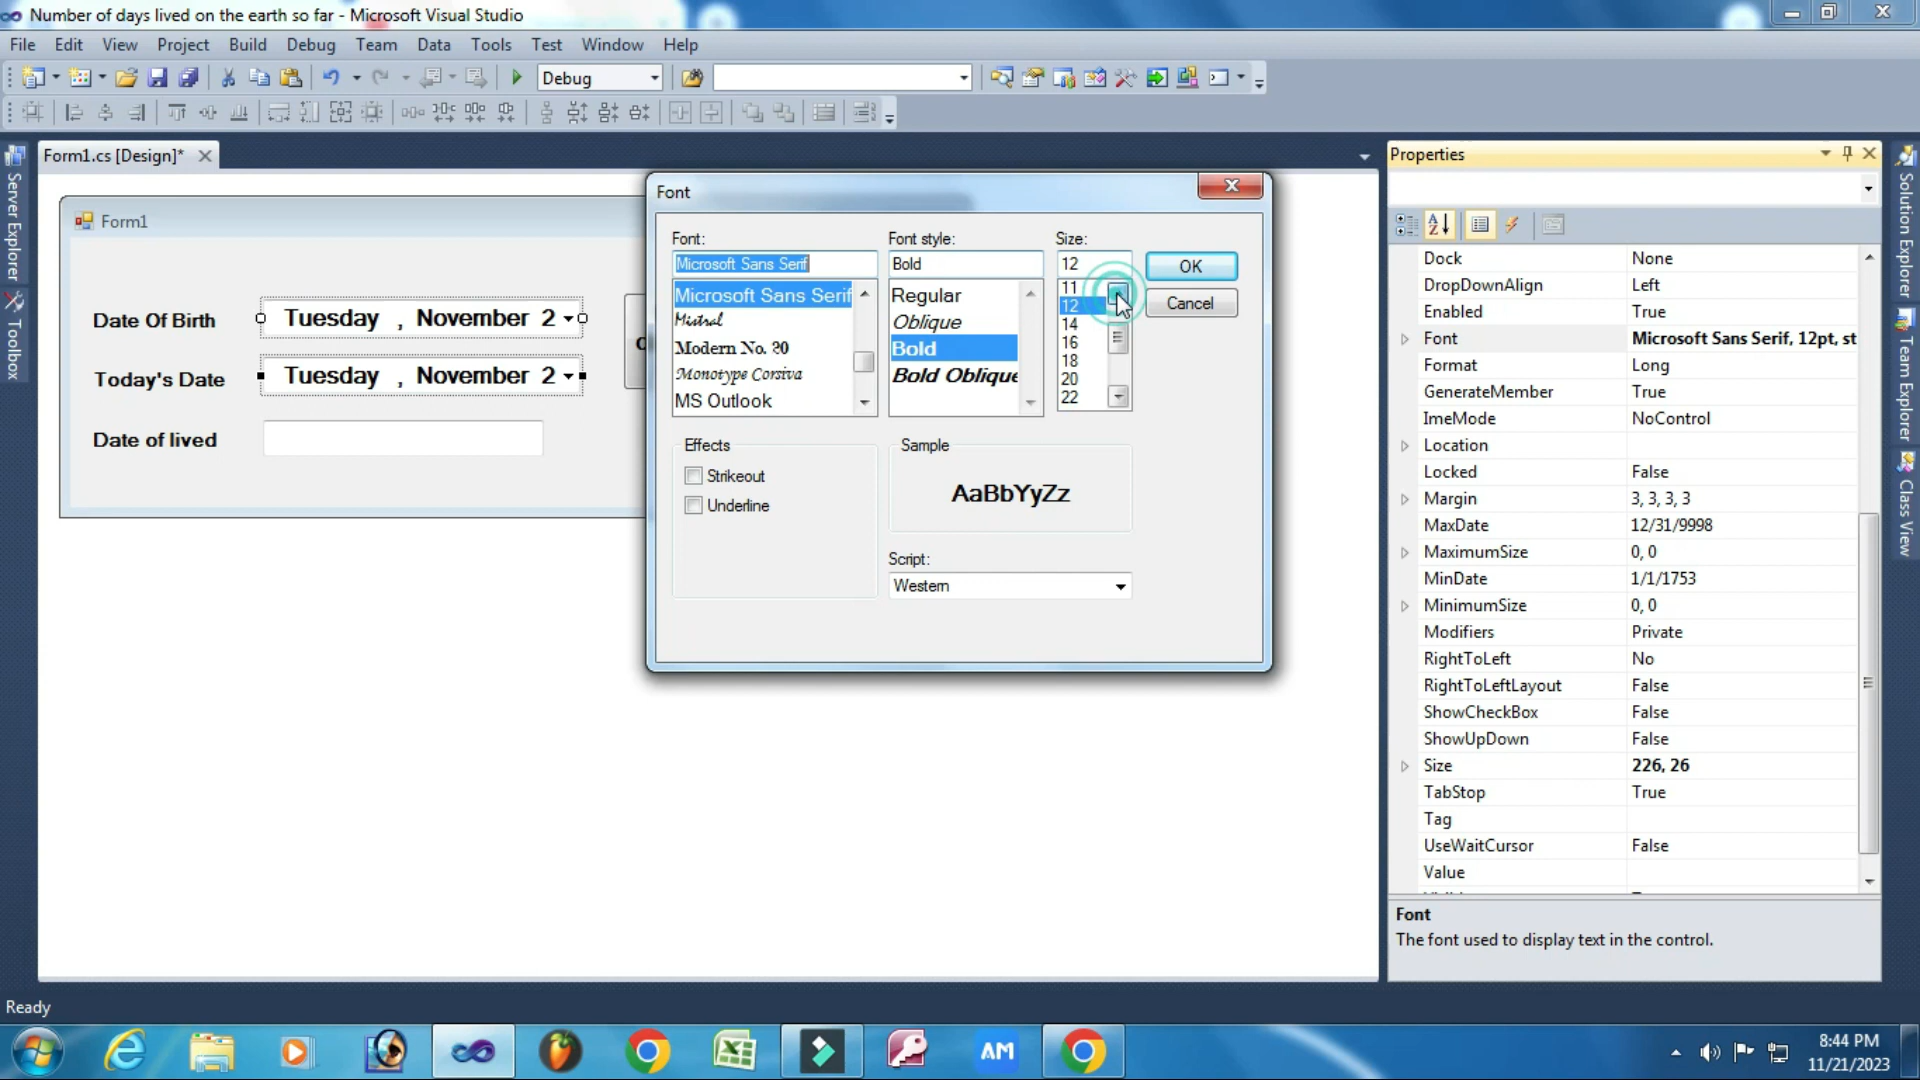 Number of days lived on the earth so far - Microsoft Visual Studio
File Edit View Project Build Debug Team Data Tools Test Window Help
Debug
Form1.cs [Design]*
Properties
Server Explorer
Toolbox
Solution Explorer
Team Explorer
Class View
Form1
Date Of Birth
Tuesday , November 2
Today's Date
Tuesday , November 2
Date of lived
Font
Font:
Font style:
Size:
Microsoft Sans Serif
Bold
12
OK
Cancel
Microsoft Sans Serif
Mistral
Modern No. 20
Monotype Corsiva
MS Outlook
Regular
Oblique
Bold
Bold Oblique
11
12
14
16
18
20
22
Effects
Strikeout
Underline
Sample
AaBbYyZz
Script:
Western
Dock None
DropDownAlign Left
Enabled True
Font Microsoft Sans Serif, 12pt, st
Format Long
GenerateMember True
ImeMode NoControl
Location
Locked False
Margin 3, 3, 3, 3
MaxDate 12/31/9998
MaximumSize 0, 0
MinDate 1/1/1753
MinimumSize 0, 0
Modifiers Private
RightToLeft No
RightToLeftLayout False
ShowCheckBox False
ShowUpDown False
Size 226, 26
TabStop True
Tag
UseWaitCursor False
Value
Font
The font used to display text in the control.
Ready
AM
8:44 PM
11/21/2023